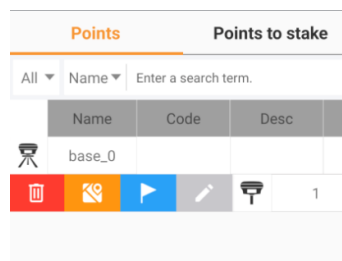 Points Points to stake
All Name Enter a search term.
Name Code Desc
base_0
1